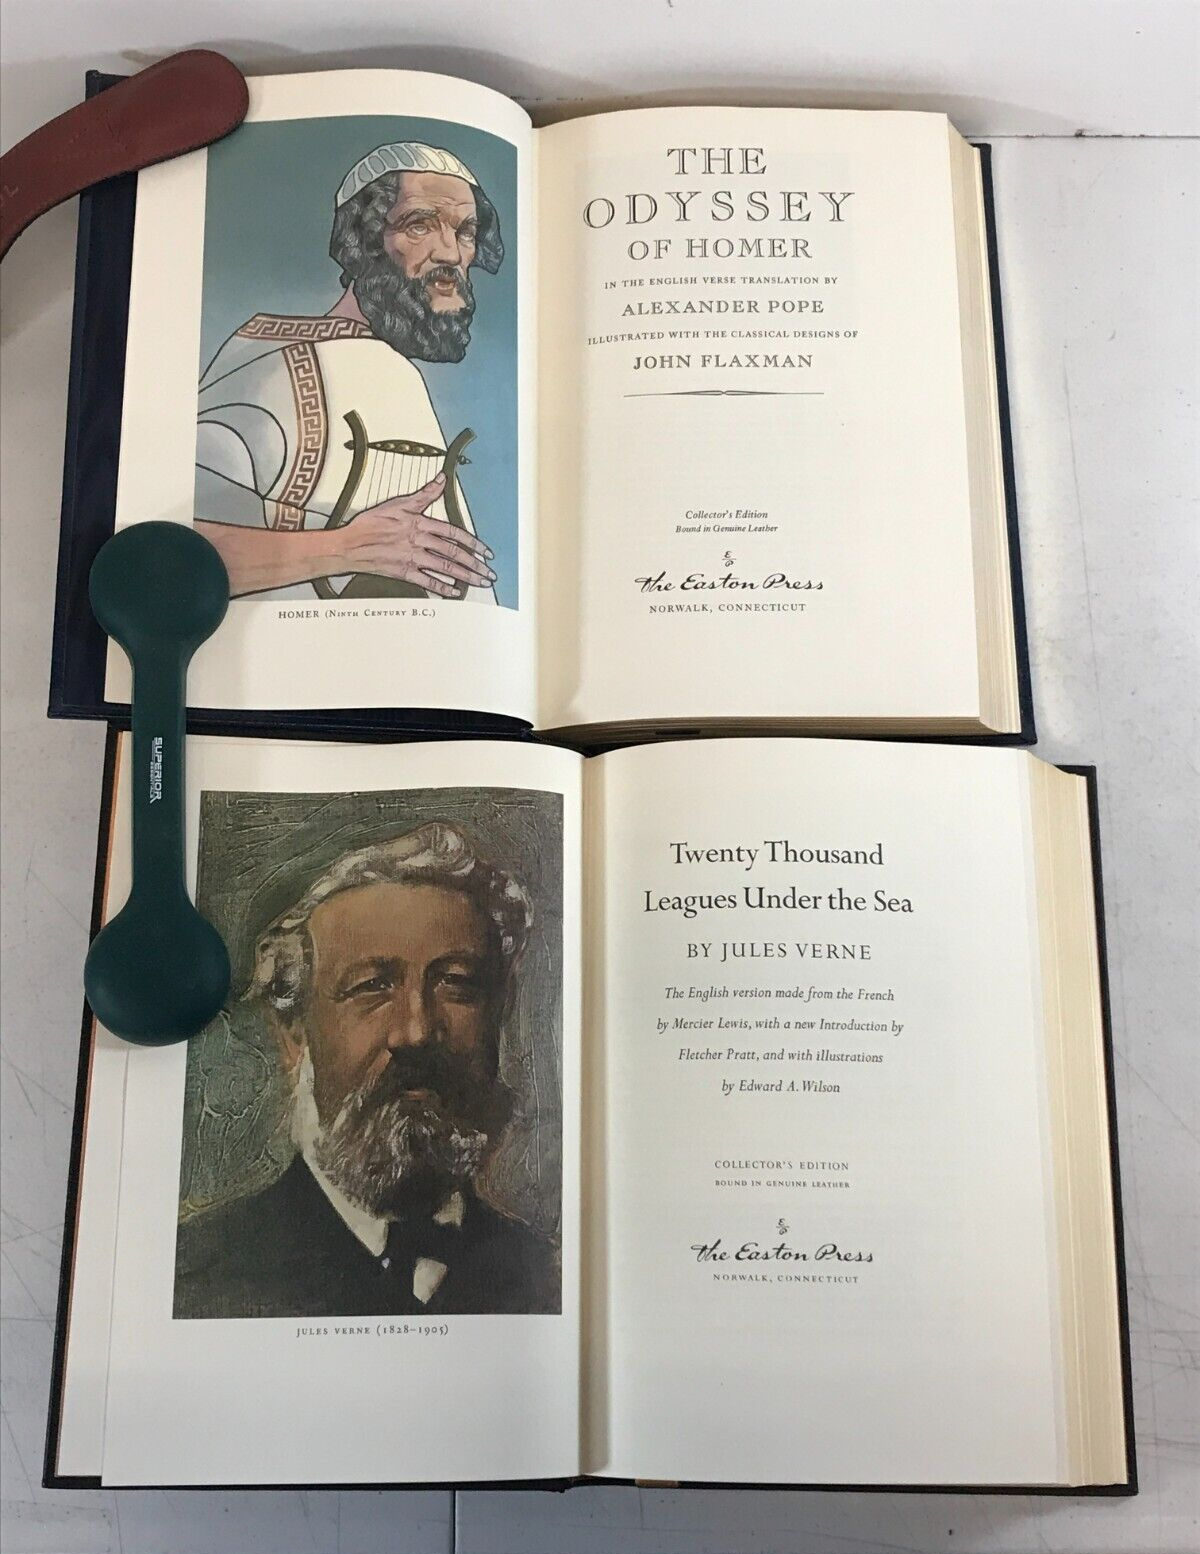 THE
ODYSSEY
OF HOMER
IN THE ENGLISH VERSE TRANSLATION BY
ALEXANDER POPE
ILLUSTRATED WITH THE CLASSICAL DESIGNS OF
JOHN FLAXMAN
Collector's Edition
Bound in Genuine Leather
E
P
the Easton Press
NORWALK, CONNECTICUT
HOMER (NINTH CENTURY B.C.)
SUPERIOR
Twenty Thousand
Leagues Under the Sea
BY JULES VERNE
The English version made from the French
by Mercier Lewis, with a new Introduction by
Fletcher Pratt, and with illustrations
by Edward A. Wilson
COLLECTOR'S EDITION
BOUND IN GENUINE LEATHER
E
P
the Easton Press
NORWALK, CONNECTICUT
JULES VERNE (1828–1905)